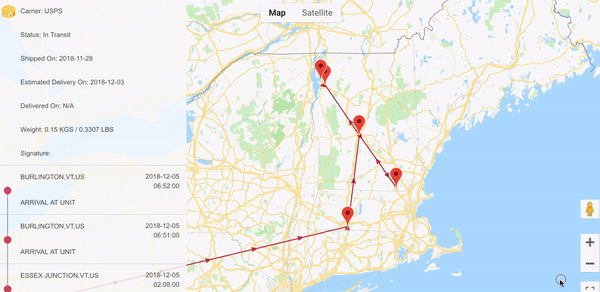 Carrier: USPS
Map
Satellite
Status: In Transit
Shipped On: 2018-11-28
Estimated Delivery On: 2018-12-03
Delivered On: N/A
Weight: 0.15 KGS / 0.3307 LBS
Signature:
BURLINGTON,VT,US
2018-12-05
06:52:00
ARRIVAL AT UNIT
BURLINGTON,VT,US
2018-12-05
06:51:00
ARRIVAL AT UNIT
ESSEX JUNCTION,VT,US
2018-12-05
02:08:00